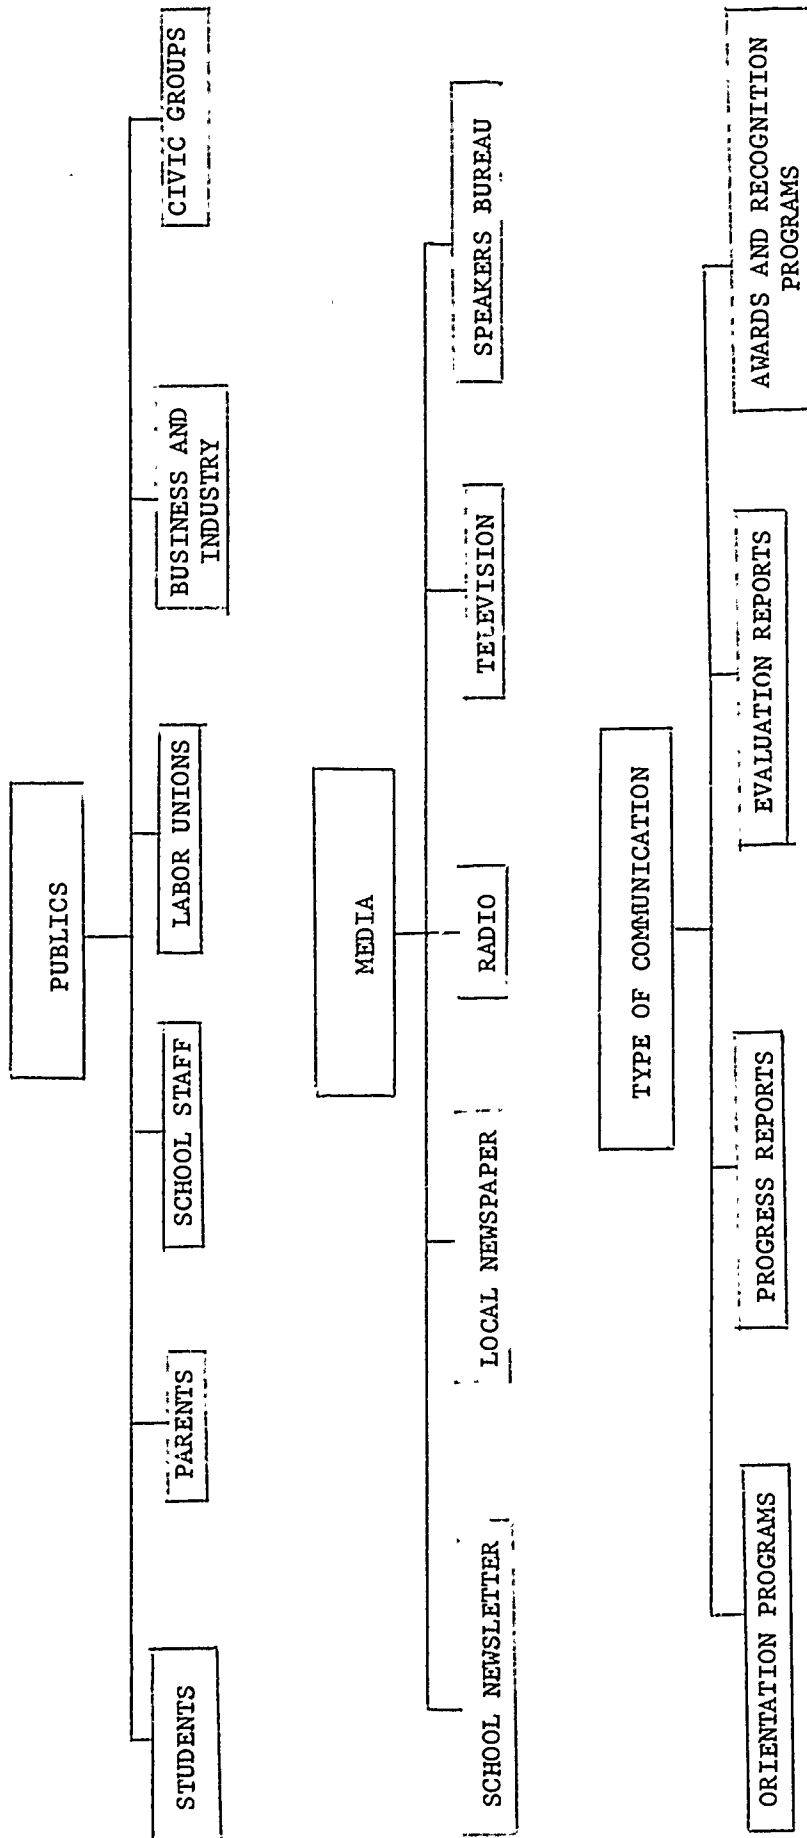 PUBLICS
STUDENTS
PARENTS
SCHOOL STAFF
LABOR UNIONS
BUSINESS AND
INDUSTRY
CIVIC GROUPS
MEDIA
SCHOOL NEWSLETTER
LOCAL NEWSPAPER
RADIO
TELEVISION
SPEAKERS BUREAU
TYPE OF COMMUNICATION
ORIENTATION PROGRAMS
PROGRESS REPORTS
EVALUATION REPORTS
AWARDS AND RECOGNITION
PROGRAMS